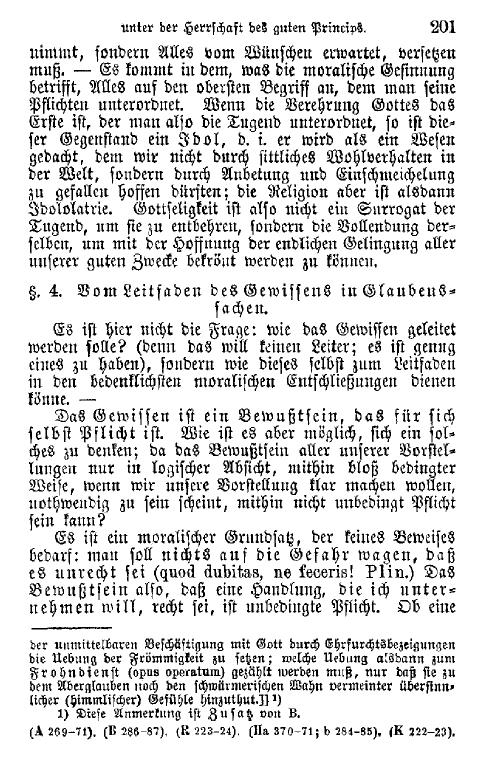 unter der Herrschaft des guten Princips. 201
nimmt, sondern Alles vom Wünschen erwartet, versetzen
muß. — Es kommt in dem, was die moralische Gesinnung
betrifft, Alles auf den obersten Begriff an, dem man seine
Pflichten unterordnet. Wenn die Verehrung Gottes das
Erste ist, der man also die Tugend unterordnet, so ist die-
ser Gegenstand ein Idol, d. i. er wird als ein Wesen
gedacht, dem wir nicht durch sittliches Wohlverhalten in
der Welt, sondern durch Anbetung und Einschmeichelung
zu gefallen hoffen dürften; die Religion aber ist alsdann
Idololatrie. Gottseligkeit ist also nicht ein Surrogat der
Tugend, um sie zu entbehren, sondern die Vollendung der-
selben, um mit der Hoffnung der endlichen Gelingung aller
unserer guten Zwecke bekrönt werden zu können.
§. 4. Vom Leitfaden des Gewissens in Glaubens-
sachen.
Es ist hier nicht die Frage: wie das Gewissen geleitet
werden solle? (denn das will keinen Leiter; es ist genug
eines zu haben), sondern wie dieses selbst zum Leitfaden
in den bedenklichsten moralischen Entschließungen dienen
könne. —
Das Gewissen ist ein Bewußtsein, das für sich
selbst Pflicht ist. Wie ist es aber möglich, sich ein sol-
ches zu denken; da das Bewußtsein aller unserer Vorstel-
lungen nur in logischer Absicht, mithin bloß bedingter
Weise, wenn wir unsere Vorstellung klar machen wollen,
nothwendig zu sein scheint, mithin nicht unbedingt Pflicht
sein kann?
Es ist ein moralischer Grundsatz, der keines Beweises
bedarf: man soll nichts auf die Gefahr wagen, daß
es unrecht sei (quod dubitas, ne feceris! Plin.) Das
Bewußtsein also, daß eine Handlung, die ich unter-
nehmen will, recht sei, ist unbedingte Pflicht. Ob eine
der unmittelbaren Beschäftigung mit Gott durch Ehrfurchtsbezeigungen
die Uebung der Frömmigkeit zu setzen; welche Uebung alsdann zum
Frohndienst (opus operatum) gezählt werden muß, nur daß sie zu
dem Aberglauben noch den schwärmerischen Wahn vermeinter übersinn-
licher (himmlischer) Gefühle hinzuthut.]] ¹)
1) Diese Anmerkung ist Zusatz von B.
(A 269-71). (B 286-87). (R 223-24). (Ha 370-71; b 284-85). (K 222-23).